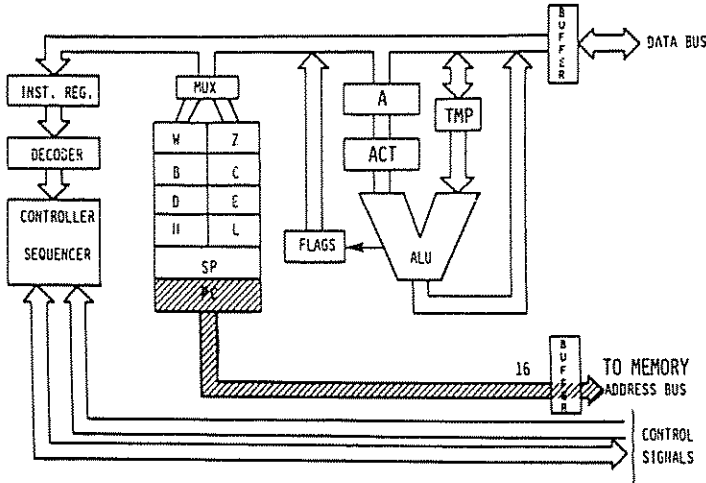 BUFFER
DATA BUS
INST. REG.
MUX
A
TMP
W Z
DECODER
ACT
B C
D E
H L
CONTROLLER
SEQUENCER
FLAGS
ALU
SP
PC
16
BUFFER
TO MEMORY
ADDRESS BUS
CONTROL
SIGNALS